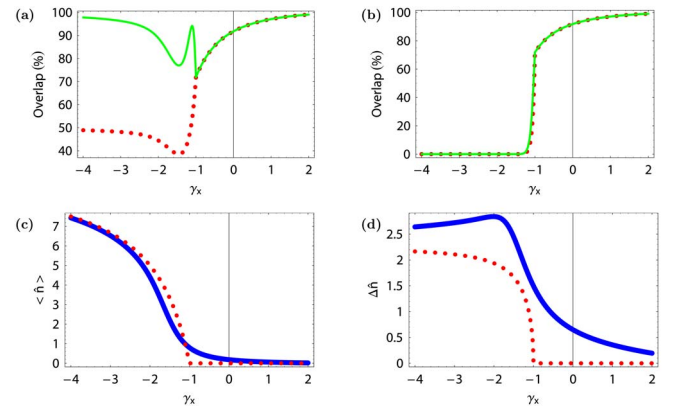 (a)
100
90
80
70
60
50
40
Overlap (%)
−4 −3 −2 −1 0 1 2
γx
(b)
100
80
60
40
20
0
Overlap (%)
−4 −3 −2 −1 0 1 2
γx
(c)
7
6
5
4
3
2
1
0
< n̂ >
−4 −3 −2 −1 0 1 2
γx
(d)
2.5
2
1.5
1
0.5
0
Δn̂
−4 −3 −2 −1 0 1 2
γx